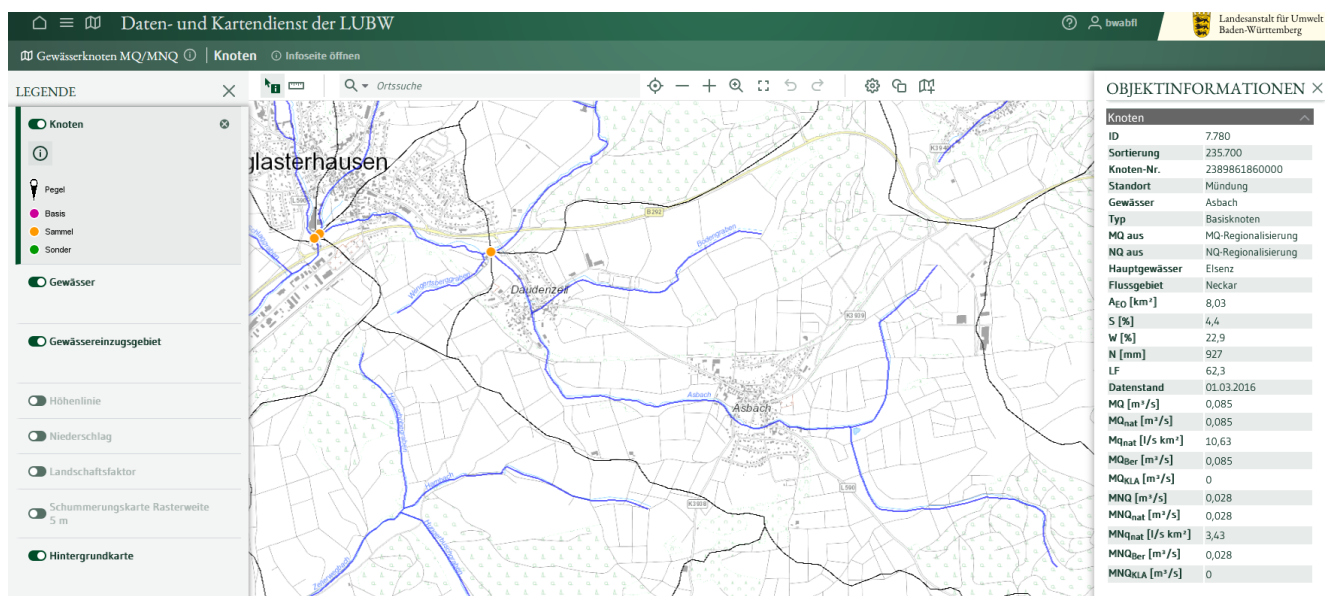 Daten- und Kartendienst der LUBW
bwabfl
Landesanstalt für Umwelt
Baden-Württemberg
Gewässerknoten MQ/MNQ | Knoten Infoseite öffnen
LEGENDE
Knoten
Pegel
Basis
Sammel
Sonder
Gewässer
Gewässereinzugsgebiet
Höhenlinie
Niederschlag
Landschaftsfaktor
Schummerungskarte Rasterweite
5 m
Hintergrundkarte
Ortssuche
glasterhausen
B292
Bödengraben
Daudenzell
K3939
Asbach
Asbach
L590
K3938
Hambach
OBJEKTINFORMATIONEN
Knoten
ID 7.780
Sortierung 235.700
Knoten-Nr. 2389861860000
Standort Mündung
Gewässer Asbach
Typ Basisknoten
MQ aus MQ-Regionalisierung
NQ aus NQ-Regionalisierung
Hauptgewässer Elsenz
Flussgebiet Neckar
AEO [km²] 8,03
S [%] 4,4
W [%] 22,9
N [mm] 927
LF 62,3
Datenstand 01.03.2016
MQ [m³/s] 0,085
MQnat [m³/s] 0,085
Mqnat [l/s km²] 10,63
MQBer [m³/s] 0,085
MQKLA [m³/s] 0
MNQ [m³/s] 0,028
MNQnat [m³/s] 0,028
MNqnat [l/s km²] 3,43
MNQBer [m³/s] 0,028
MNQKLA [m³/s] 0